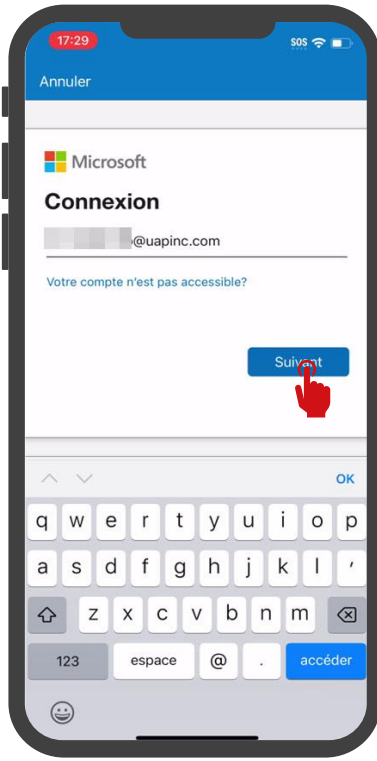 17:29
SOS
Annuler
Microsoft
Connexion
@uapinc.com
Votre compte n'est pas accessible?
Suivant
OK
q w e r t y u i o p
a s d f g h j k l '
z x c v b n m
123 espace @ . accéder